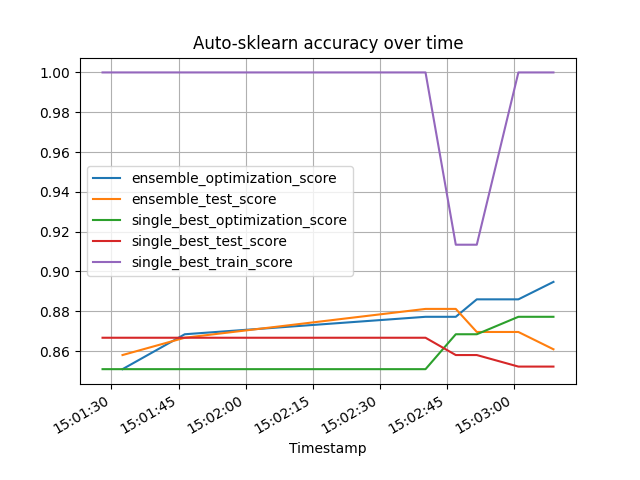 Auto-sklearn accuracy over time
1.00
0.98
0.96
0.94
0.92
0.90
0.88
0.86
ensemble_optimization_score
ensemble_test_score
single_best_optimization_score
single_best_test_score
single_best_train_score
15:01:30
15:01:45
15:02:00
15:02:15
15:02:30
15:02:45
15:03:00
Timestamp